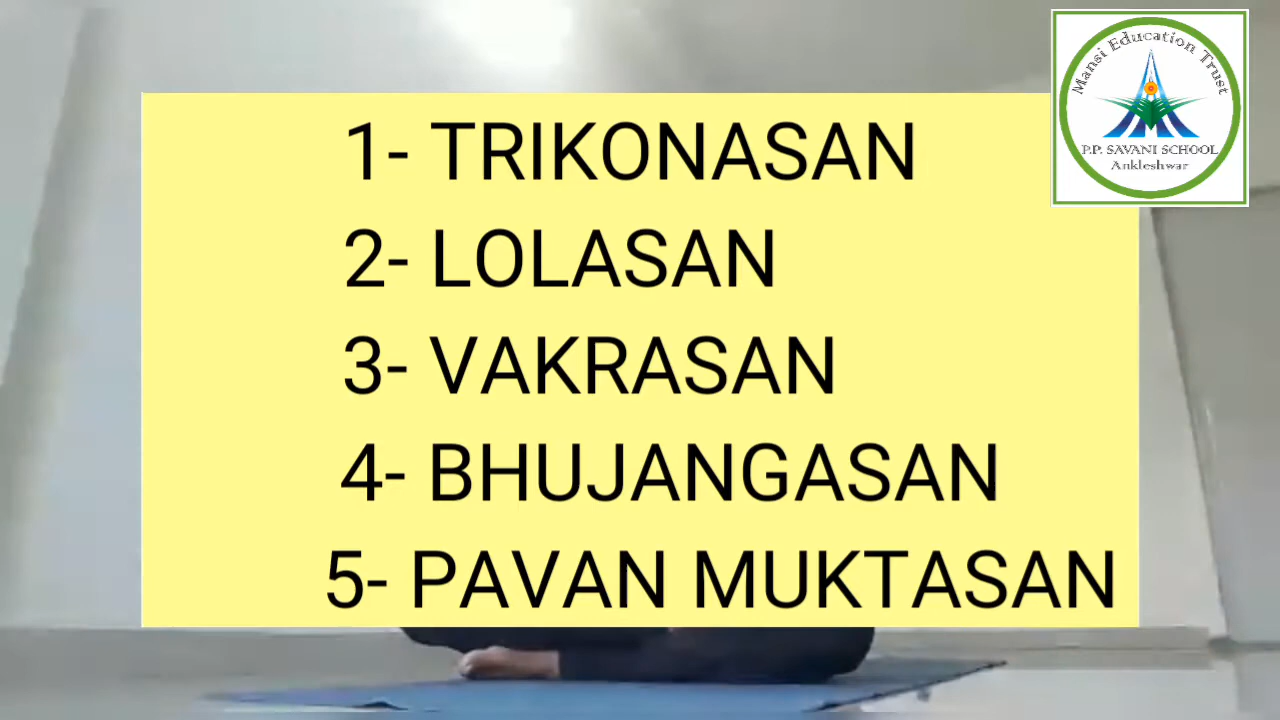 1- TRIKONASAN
2- LOLASAN
3- VAKRASAN
4- BHUJANGASAN
5- PAVAN MUKTASAN
Mansi Education Trust
P.P. SAVANI SCHOOL
Ankleshwar